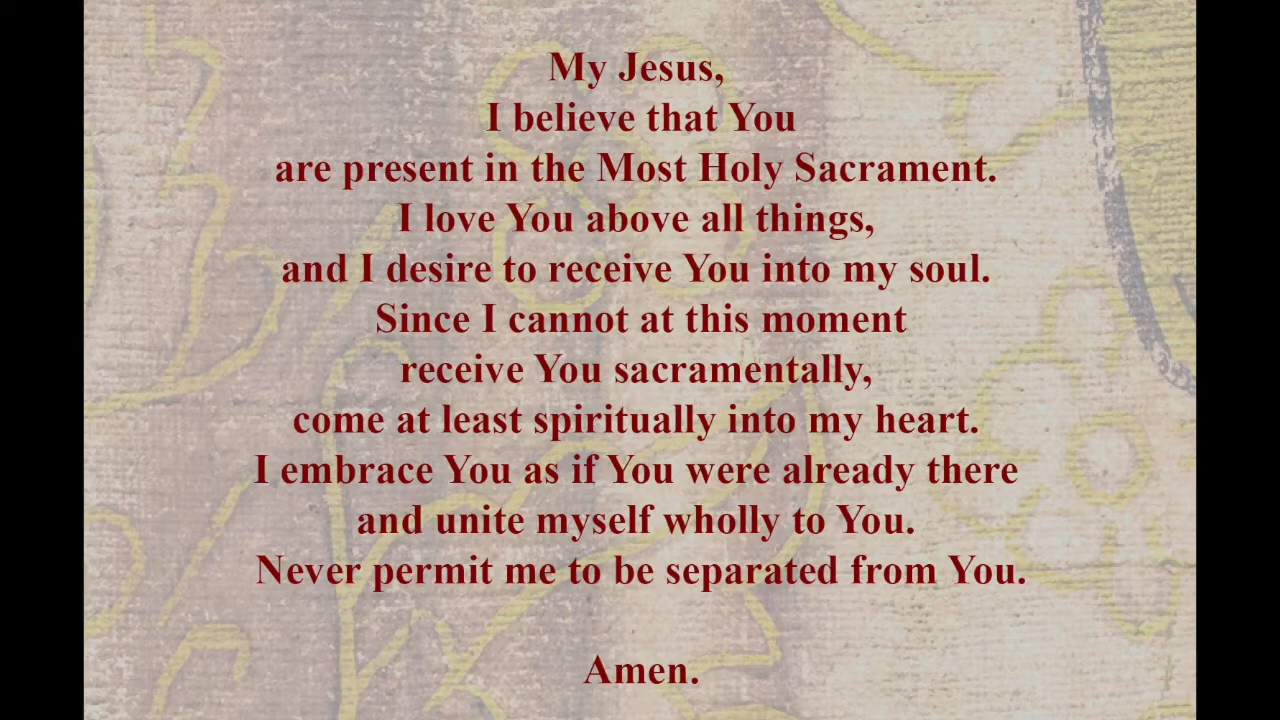 My Jesus,
I believe that You
are present in the Most Holy Sacrament.
I love You above all things,
and I desire to receive You into my soul.
Since I cannot at this moment
receive You sacramentally,
come at least spiritually into my heart.
I embrace You as if You were already there
and unite myself wholly to You.
Never permit me to be separated from You.
Amen.